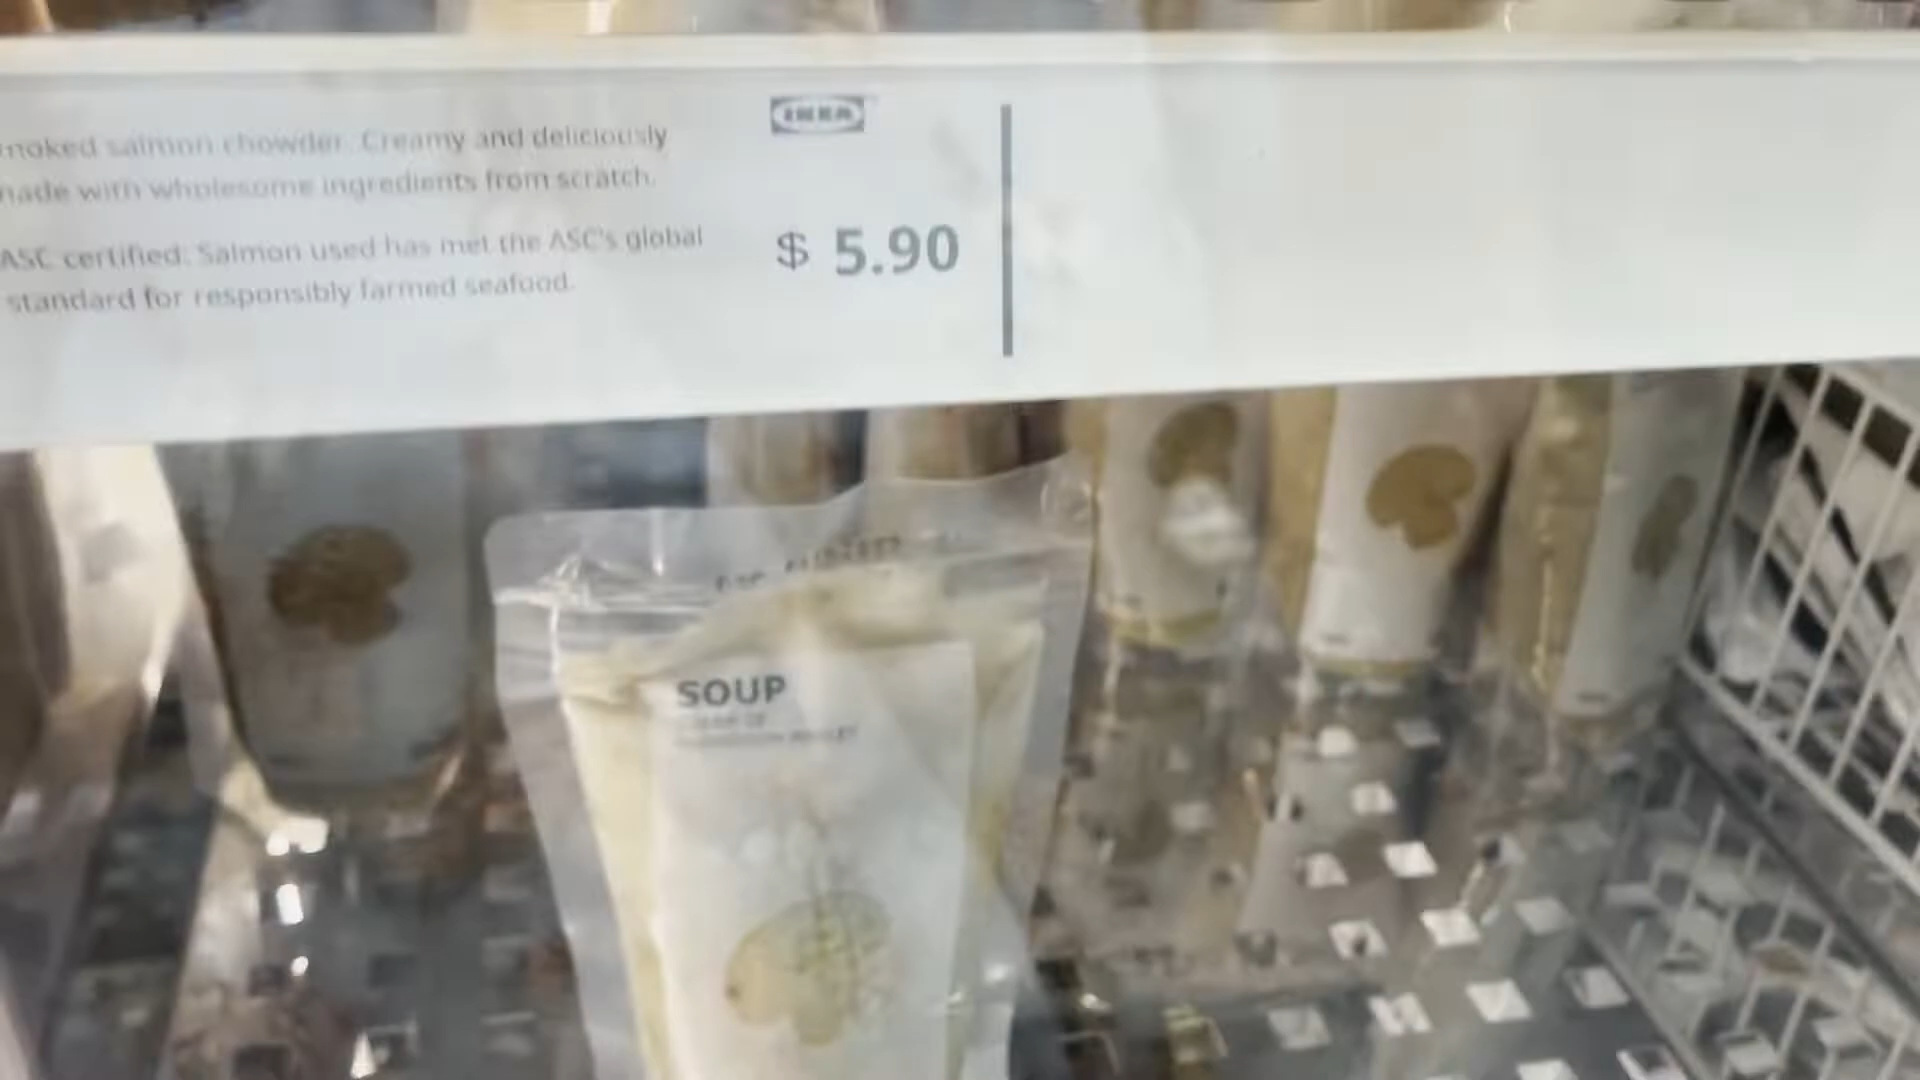 moked salmon chowder. Creamy and deliciously
made with wholesome ingredients from scratch.
ASC certified: Salmon used has met the ASC's global
standard for responsibly farmed seafood.
IKEA
$ 5.90
SOUP